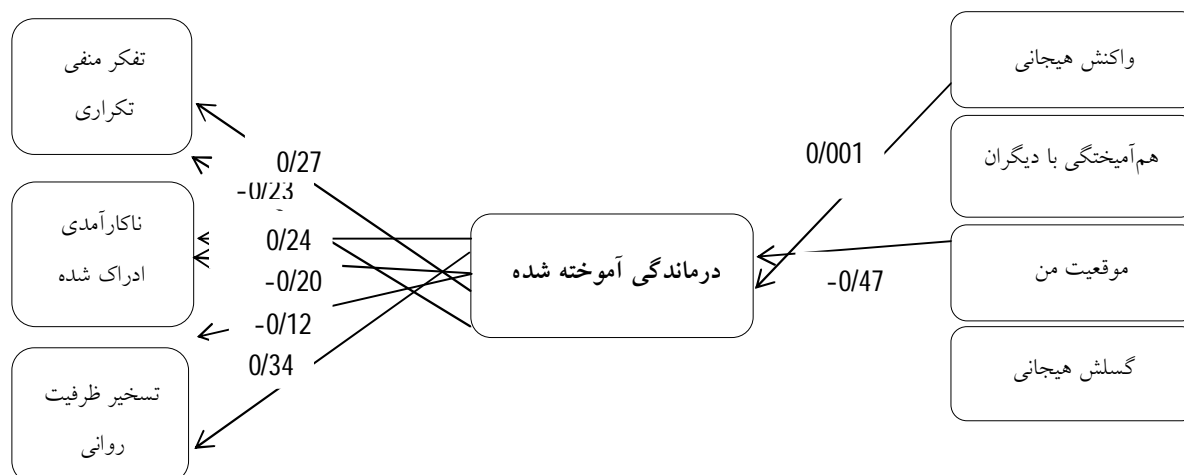 واکنش هیجانی
هم‌آمیختگی با دیگران
موقعیت من
گسلش هیجانی
0/001
-0/47
درماندگی آموخته شده
0/27
-0/23
0/24
-0/20
-0/12
0/34
تفکر منفی
تکراری
ناکارآمدی
ادراک شده
تسخیر ظرفیت
روانی